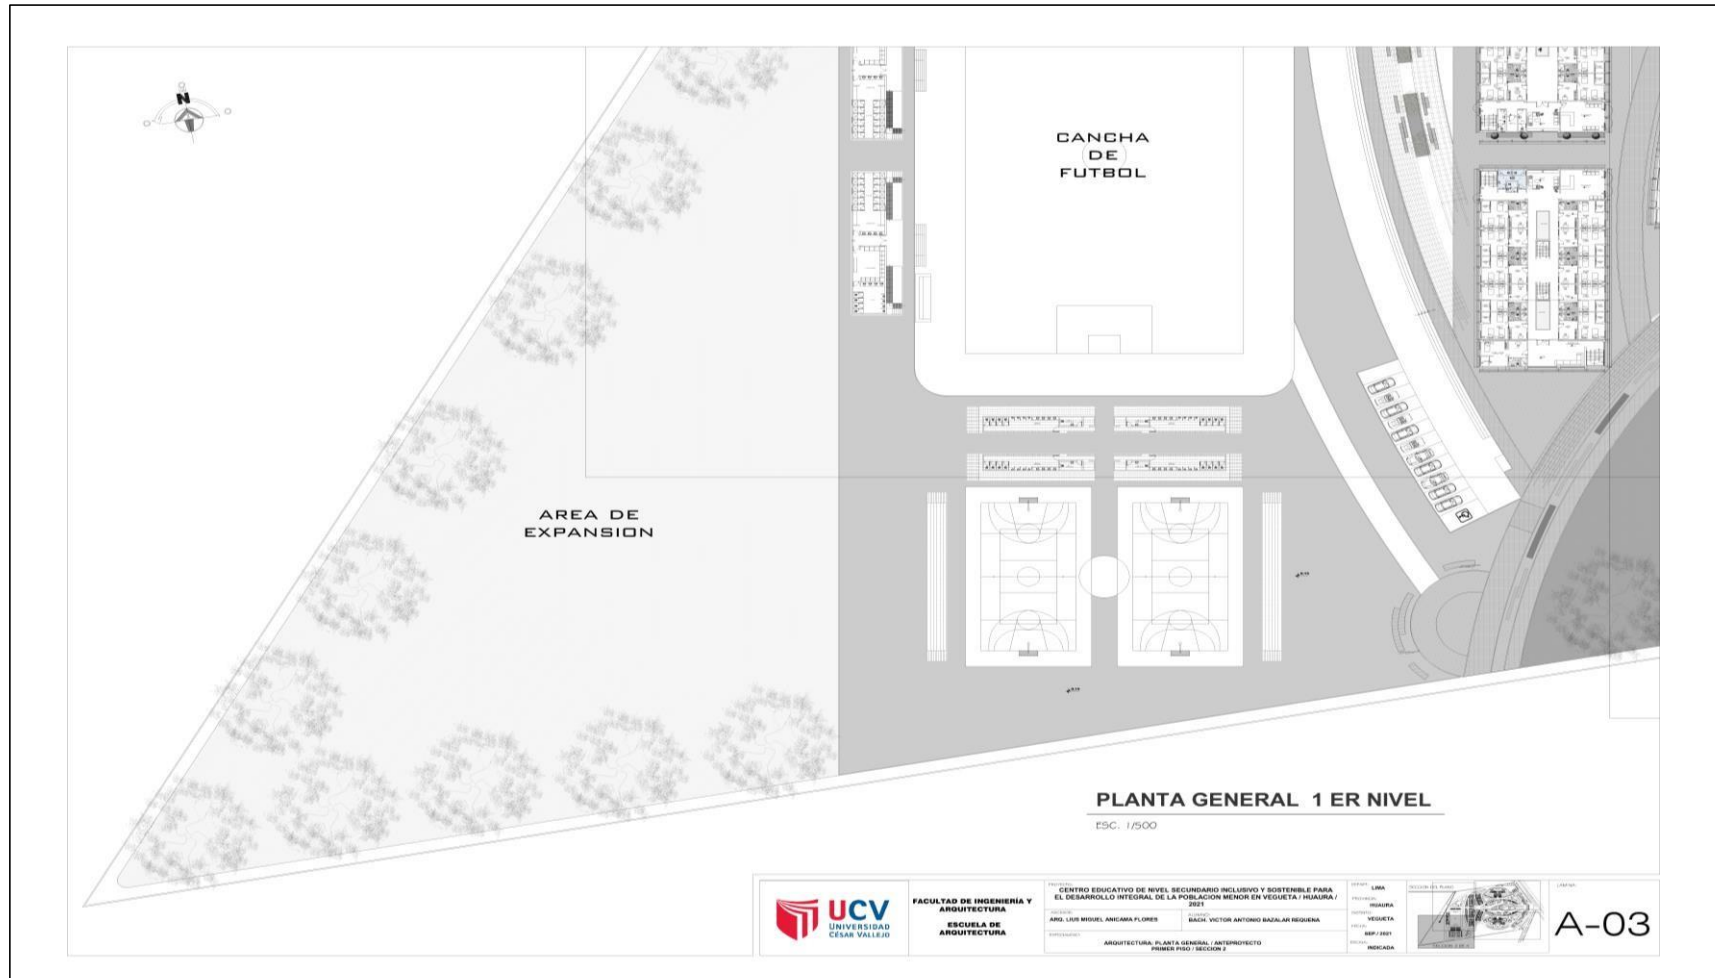 N
CANCHA
DE
FUTBOL
AREA DE
EXPANSION
PLANTA GENERAL 1 ER NIVEL
ESC. 1/500
UCV
UNIVERSIDAD
CÉSAR VALLEJO
FACULTAD DE INGENIERÍA Y
ARQUITECTURA
ESCUELA DE
ARQUITECTURA
CENTRO EDUCATIVO DE NIVEL SECUNDARIO INCLUSIVO Y SOSTENIBLE PARA
EL DESARROLLO INTEGRAL DE LA POBLACION MENOR EN VEGUETA / HUAURA /
2021
ARQ. LIUS MIGUEL ANICAMA FLORES
BACH. VICTOR ANTONIO BAZALAR REQUENA
ARQUITECTURA: PLANTA GENERAL / ANTEPROYECTO
PRIMER PISO / SECCION 2
LIMA
HUAURA
VEGUETA
SEP / 2021
INDICADA
A-03